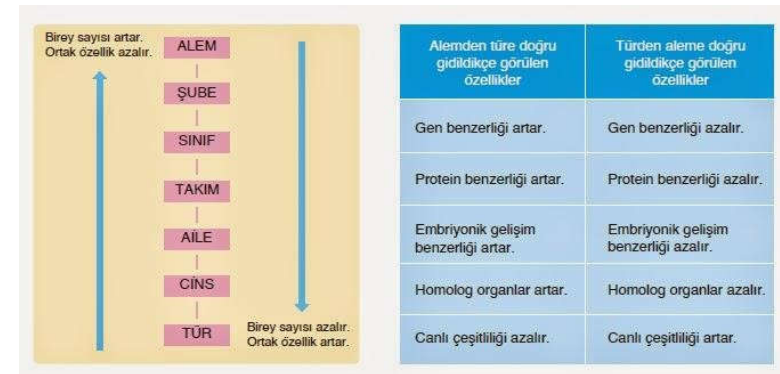 Birey sayısı artar.
Ortak özellik azalır.
ALEM
ŞUBE
SINIF
TAKIM
AİLE
CİNS
TÜR
Birey sayısı azalır.
Ortak özellik artar.
Alemden türe doğru
gidildikçe görülen
özellikler
Türden aleme doğru
gidildikçe görülen
özellikler
Gen benzerliği artar.
Gen benzerliği azalır.
Protein benzerliği artar.
Protein benzerliği azalır.
Embriyonik gelişim
benzerliği artar.
Embriyonik gelişim
benzerliği azalır.
Homolog organlar artar.
Homolog organlar azalır.
Canlı çeşitliliği azalır.
Canlı çeşitliliği artar.